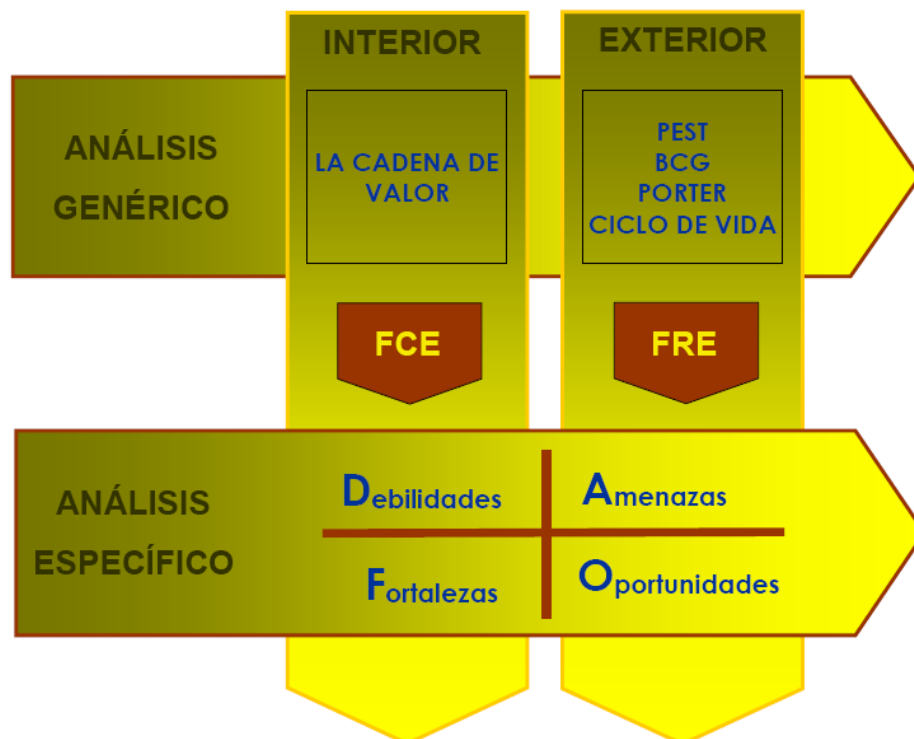 INTERIOR
EXTERIOR
ANÁLISIS
GENÉRICO
LA CADENA DE
VALOR
PEST
BCG
PORTER
CICLO DE VIDA
FCE
FRE
ANÁLISIS
ESPECÍFICO
Debilidades
Amenazas
Fortalezas
Oportunidades